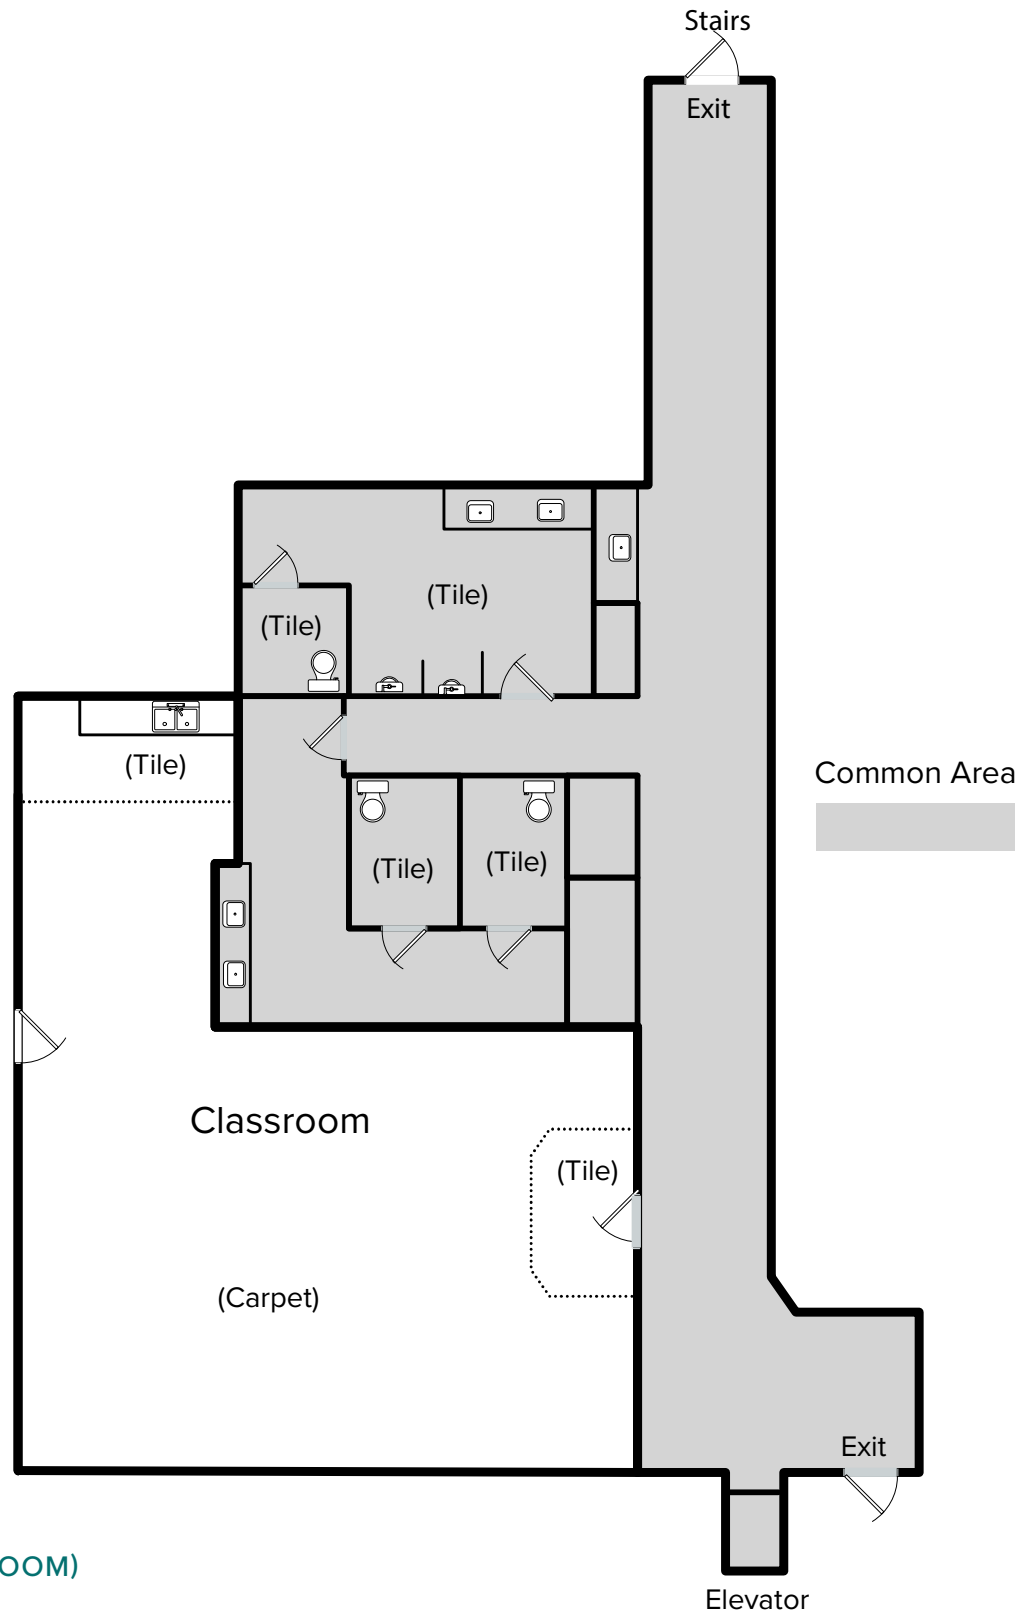 Stairs
Exit
(Tile)
(Tile)
(Tile)
Common Area
(Tile)
(Tile)
Classroom
(Tile)
(Carpet)
Exit
OOM)
Elevator